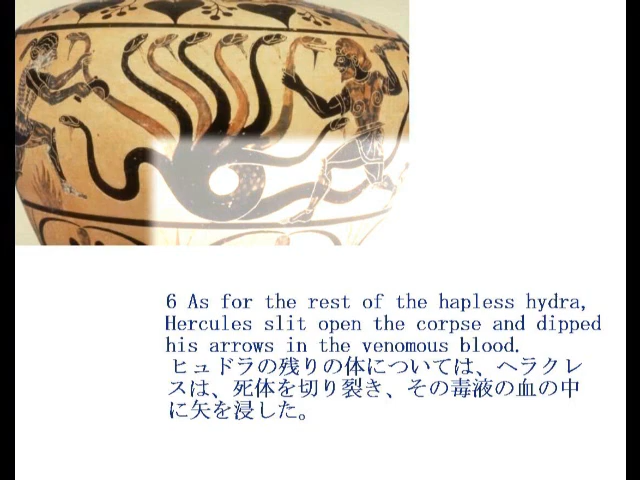 6 As for the rest of the hapless hydra,
Hercules slit open the corpse and dipped
his arrows in the venomous blood.
ヒュドラの残りの体については、ヘラクレ
スは、死体を切り裂き、その毒液の血の中
に矢を浸した。